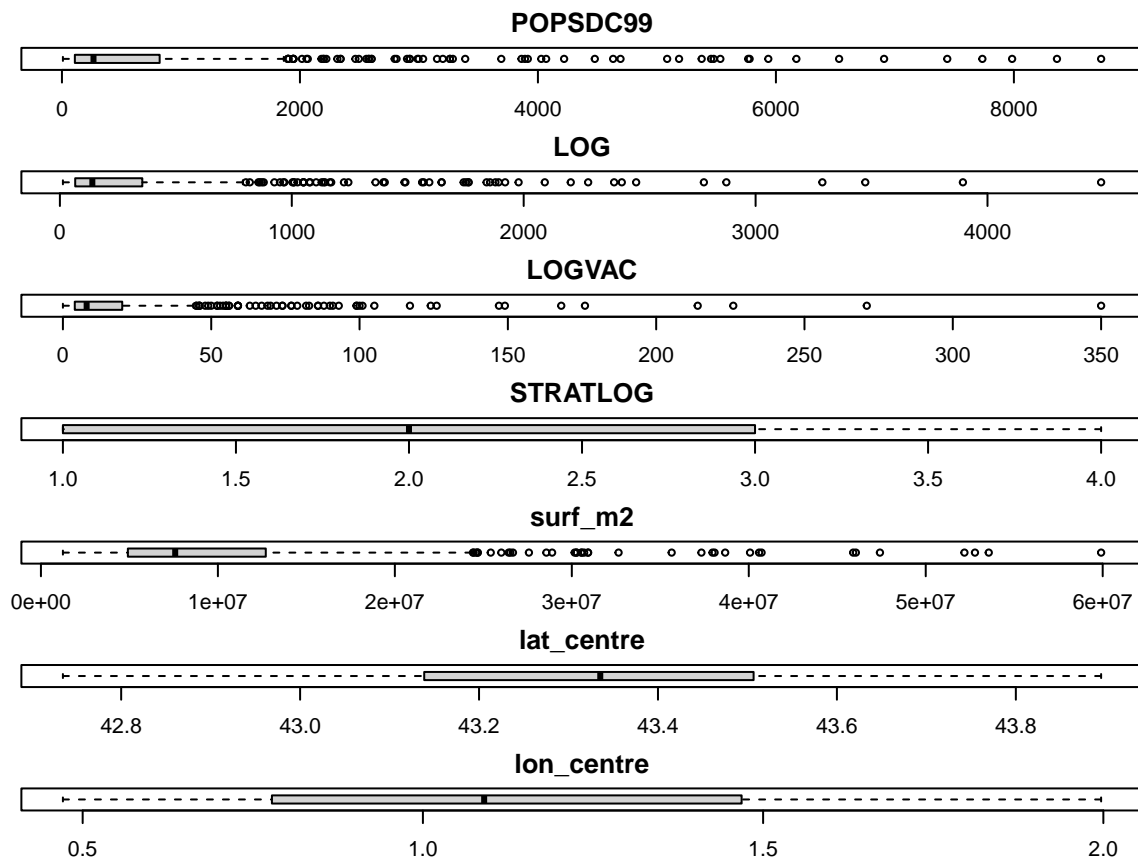 POPSDC99
0 2000 4000 6000 8000
LOG
0 1000 2000 3000 4000
LOGVAC
0 50 100 150 200 250 300 350
STRATLOG
1.0 1.5 2.0 2.5 3.0 3.5 4.0
surf_m2
0e+00 1e+07 2e+07 3e+07 4e+07 5e+07 6e+07
lat_centre
42.8 43.0 43.2 43.4 43.6 43.8
lon_centre
0.5 1.0 1.5 2.0